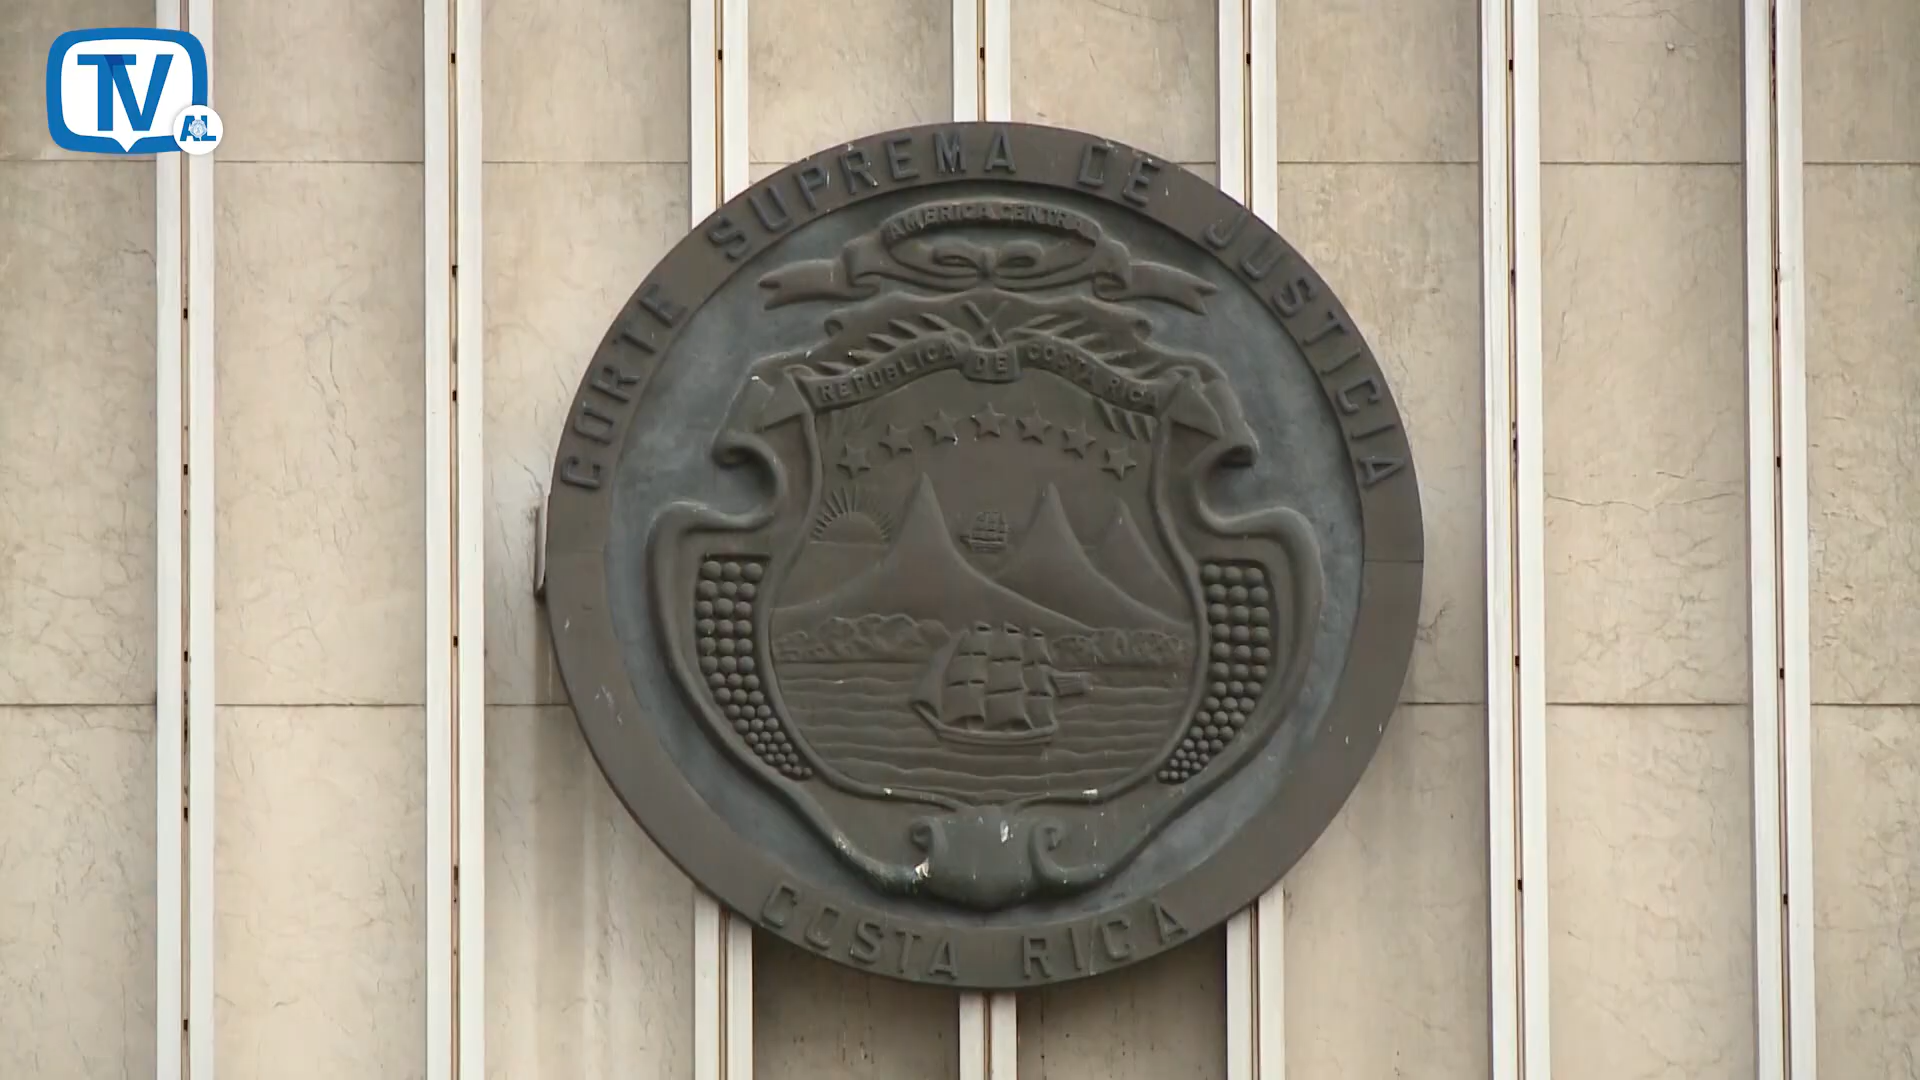 TV
AL
CORTE SUPREMA DE JUSTICIA
AMERICA CENTRAL
REPUBLICA DE COSTA RICA
COSTA RICA